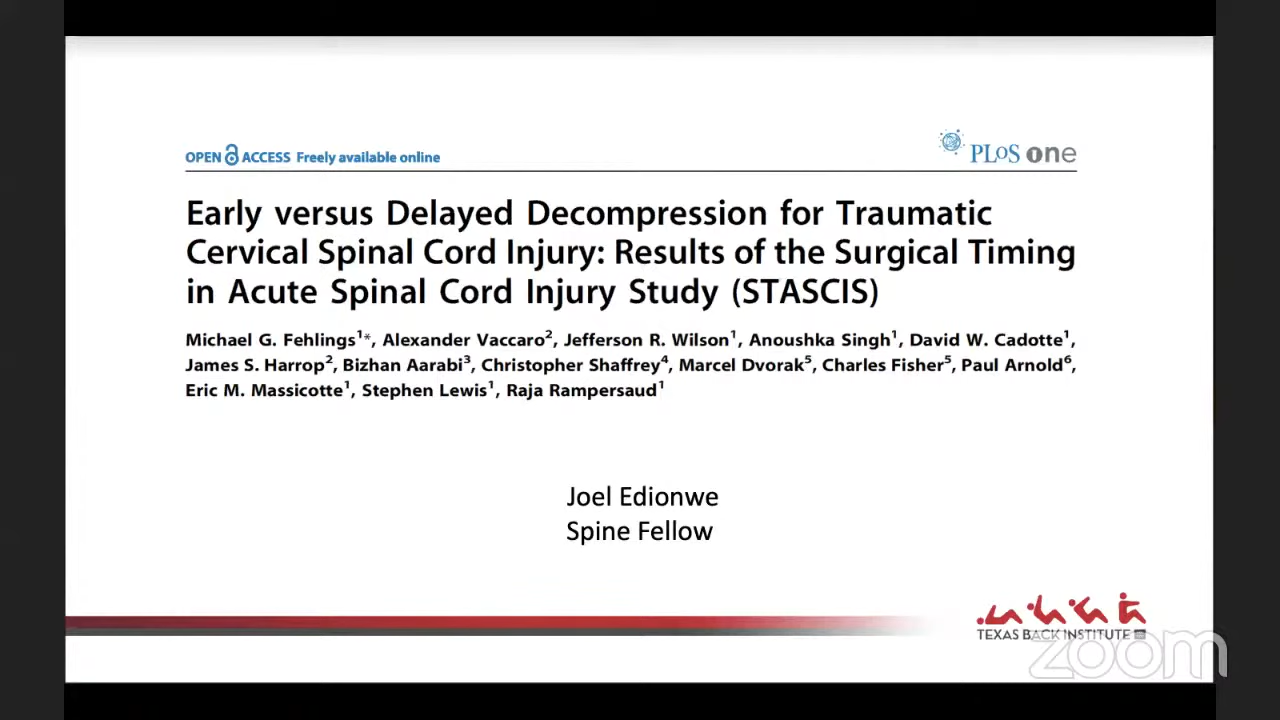 OPEN ACCESS Freely available online
PLoS one
Early versus Delayed Decompression for Traumatic
Cervical Spinal Cord Injury: Results of the Surgical Timing
in Acute Spinal Cord Injury Study (STASCIS)
Michael G. Fehlings1*, Alexander Vaccaro2, Jefferson R. Wilson1, Anoushka Singh1, David W. Cadotte1,
James S. Harrop2, Bizhan Aarabi3, Christopher Shaffrey4, Marcel Dvorak5, Charles Fisher5, Paul Arnold6,
Eric M. Massicotte1, Stephen Lewis1, Raja Rampersaud1
Joel Edionwe
Spine Fellow
TEXAS BACK INSTITUTE
zoom